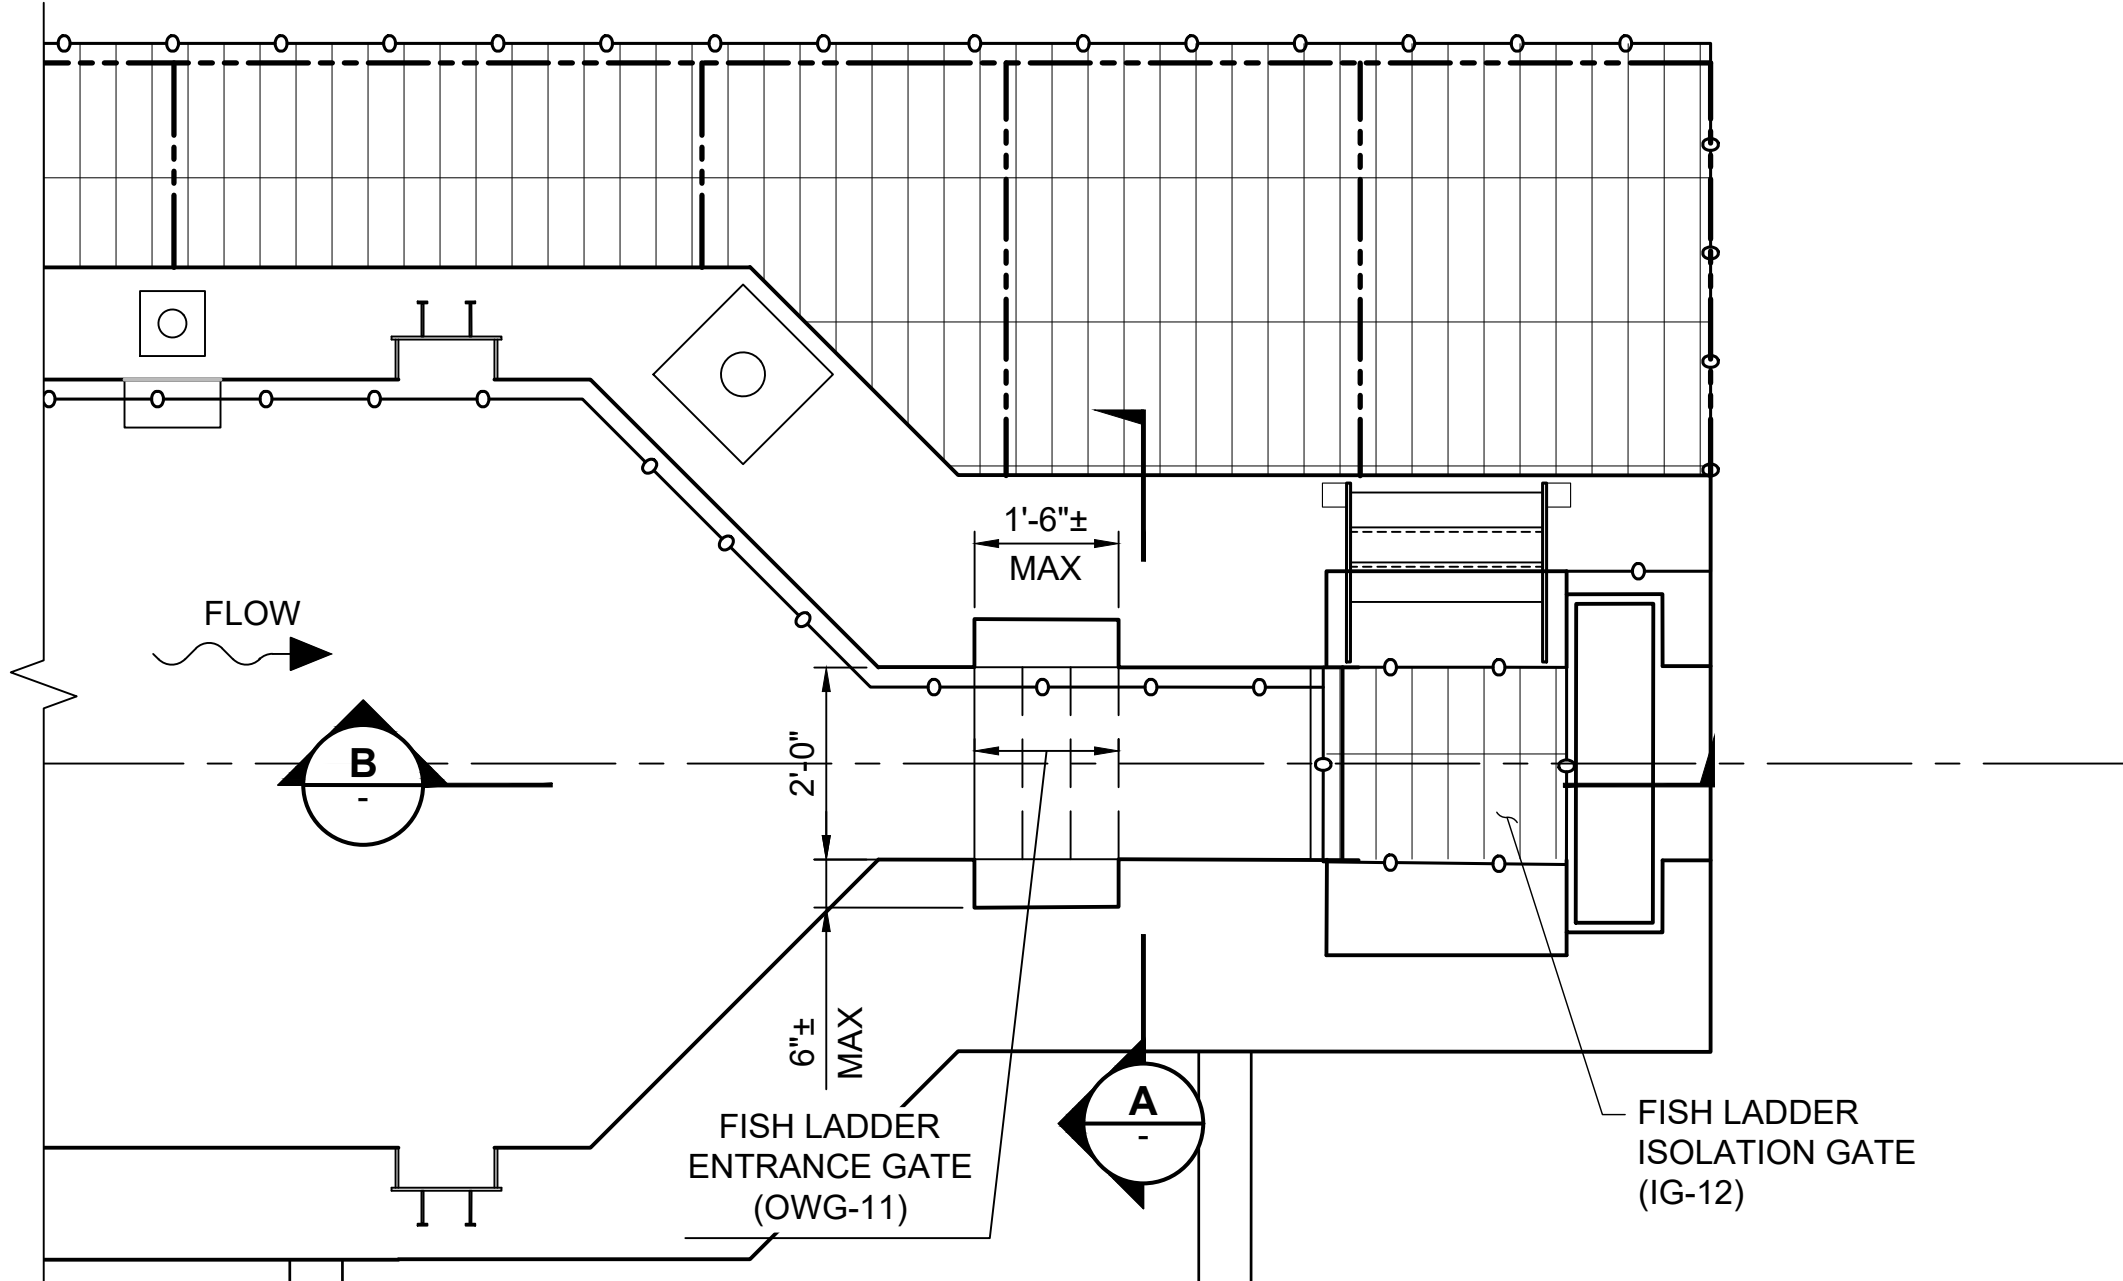 1'-6"±
MAX
FLOW
2'-0"
B
-
6"±
MAX
A
-
FISH LADDER
ENTRANCE GATE
(OWG-11)
FISH LADDER
ISOLATION GATE
(IG-12)